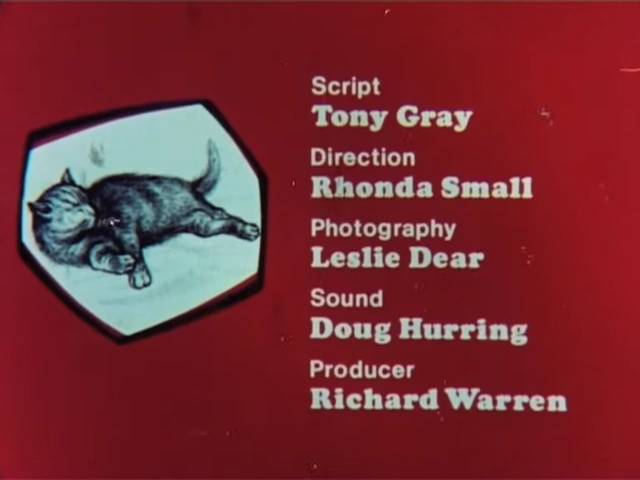 Script
Tony Gray
Direction
Rhonda Small
Photography
Leslie Dear
Sound
Doug Hurring
Producer
Richard Warren